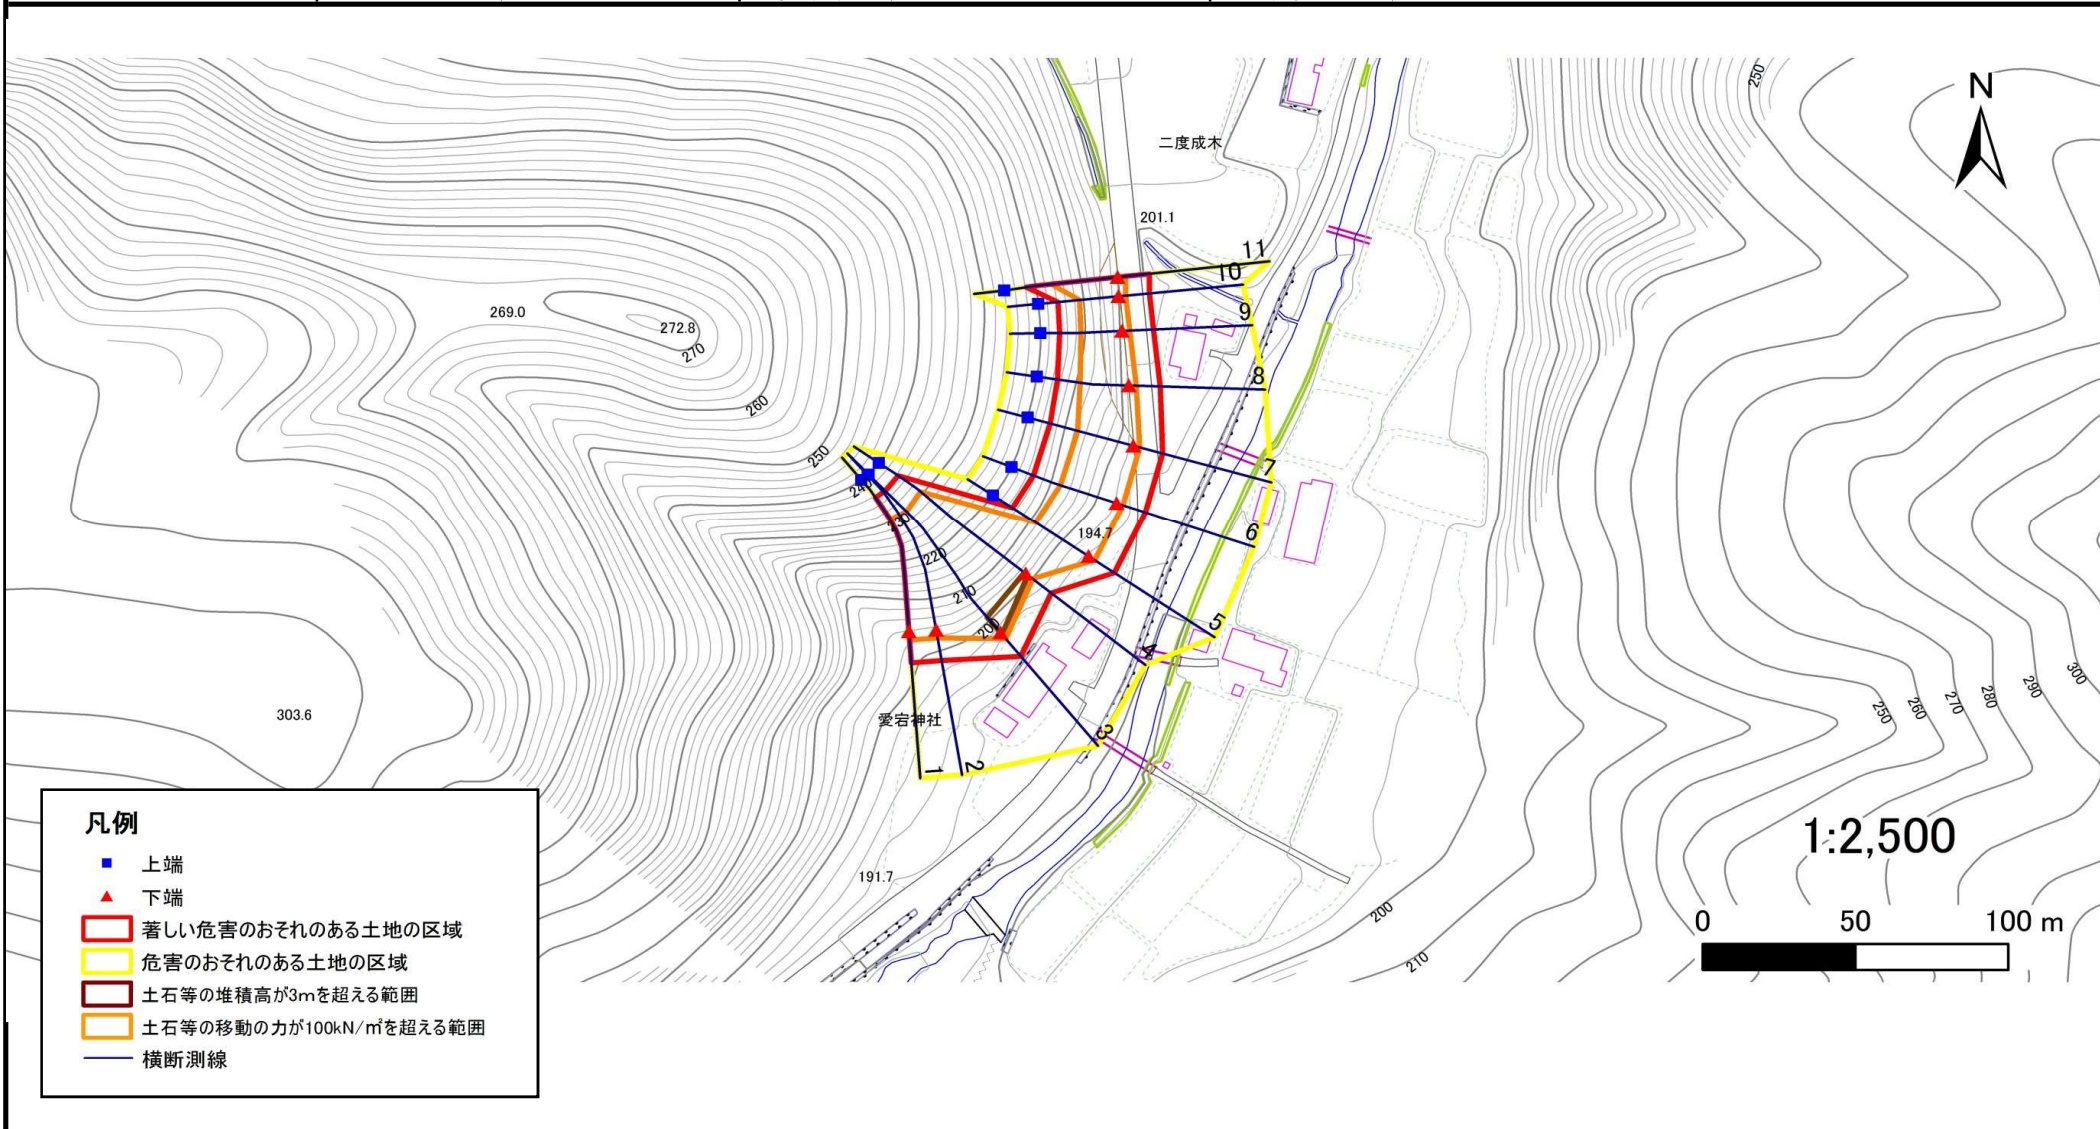 250
N
二度成木
201.1
11
10
269.0
9
272.8
270
8
260
250
7
240
230
6
194.7
220
210
5
200
4
303.6
愛宕神社
3
1
2
300
290
280
270
260
250
1:2,500
191.7
200
210
0 50 100 m
凡例
上端
下端
著しい危害のおそれのある土地の区域
危害のおそれのある土地の区域
土石等の堆積高が3mを超える範囲
土石等の移動の力が100kN/㎡を超える範囲
横断測線